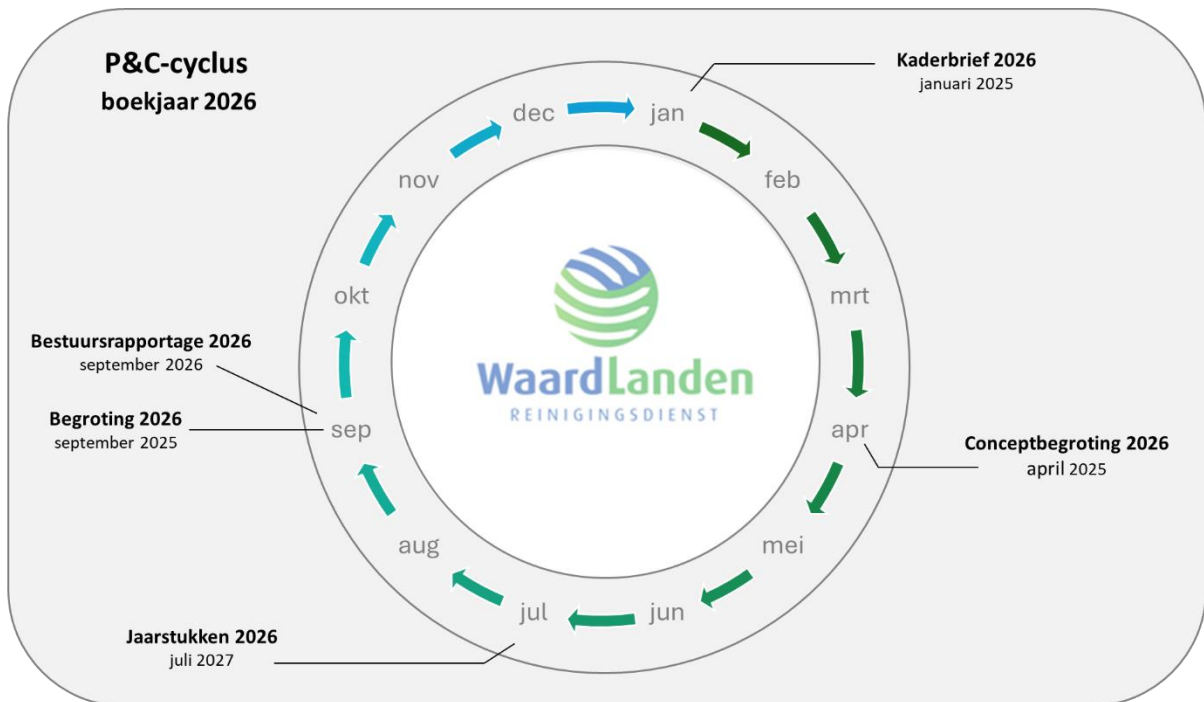 P&C-cyclus
boekjaar 2026
Kaderbrief 2026
januari 2025
dec
jan
nov
feb
okt
mrt
WaardLanden
REINIGINGSDIENST
Bestuursrapportage 2026
september 2026
Begroting 2026
september 2025
sep
apr
Conceptbegroting 2026
april 2025
aug
mei
jul
jun
Jaarstukken 2026
juli 2027